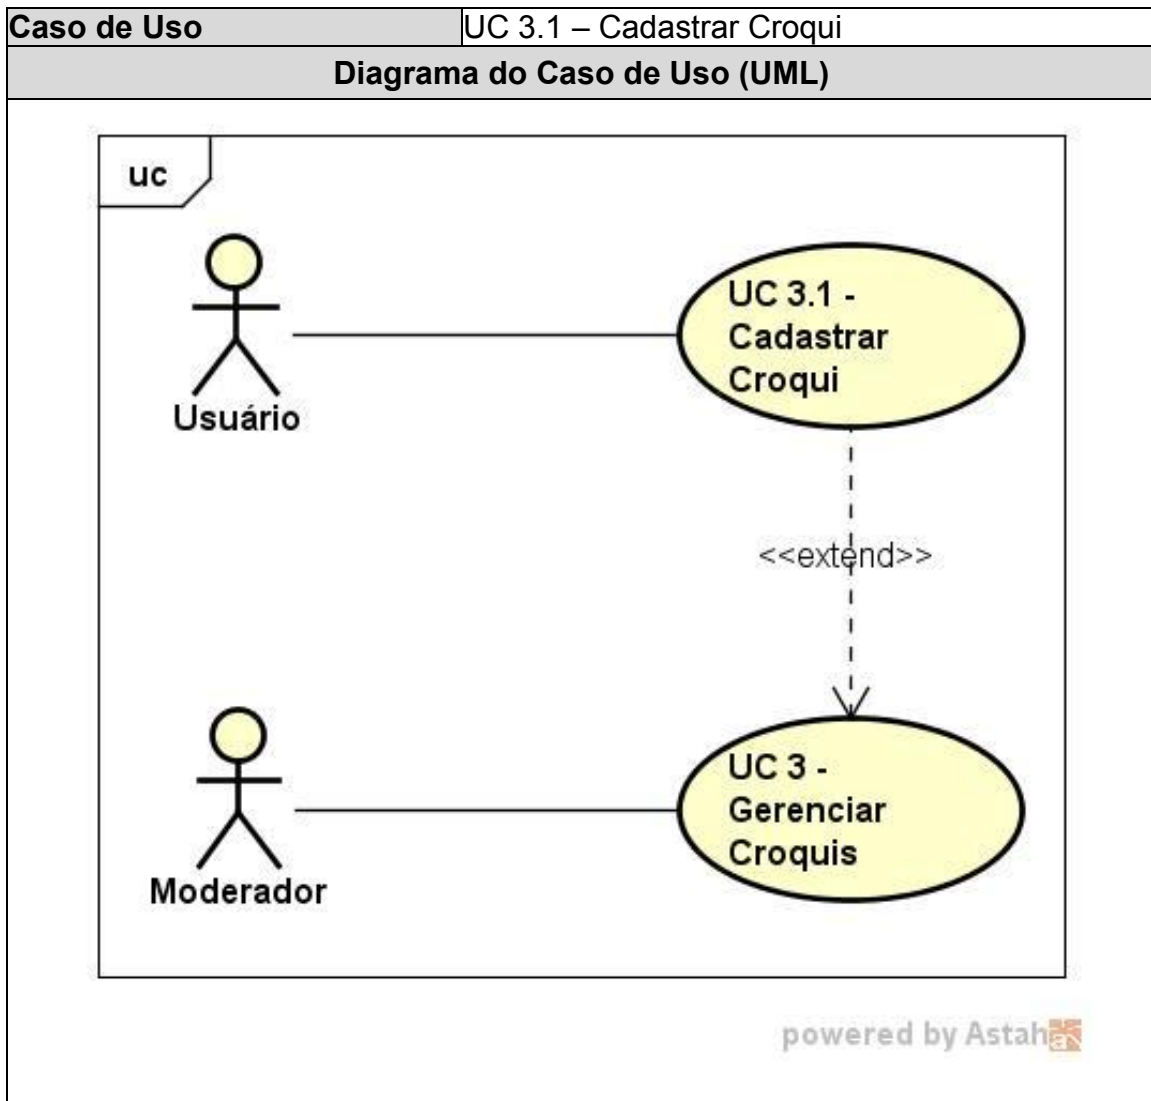 Caso de Uso UC 3.1 – Cadastrar Croqui
Diagrama do Caso de Uso (UML)
uc
UC 3.1 -
Cadastrar
Croqui
Usuário
<<extend>>
UC 3 -
Gerenciar
Croquis
Moderador
powered by Astah